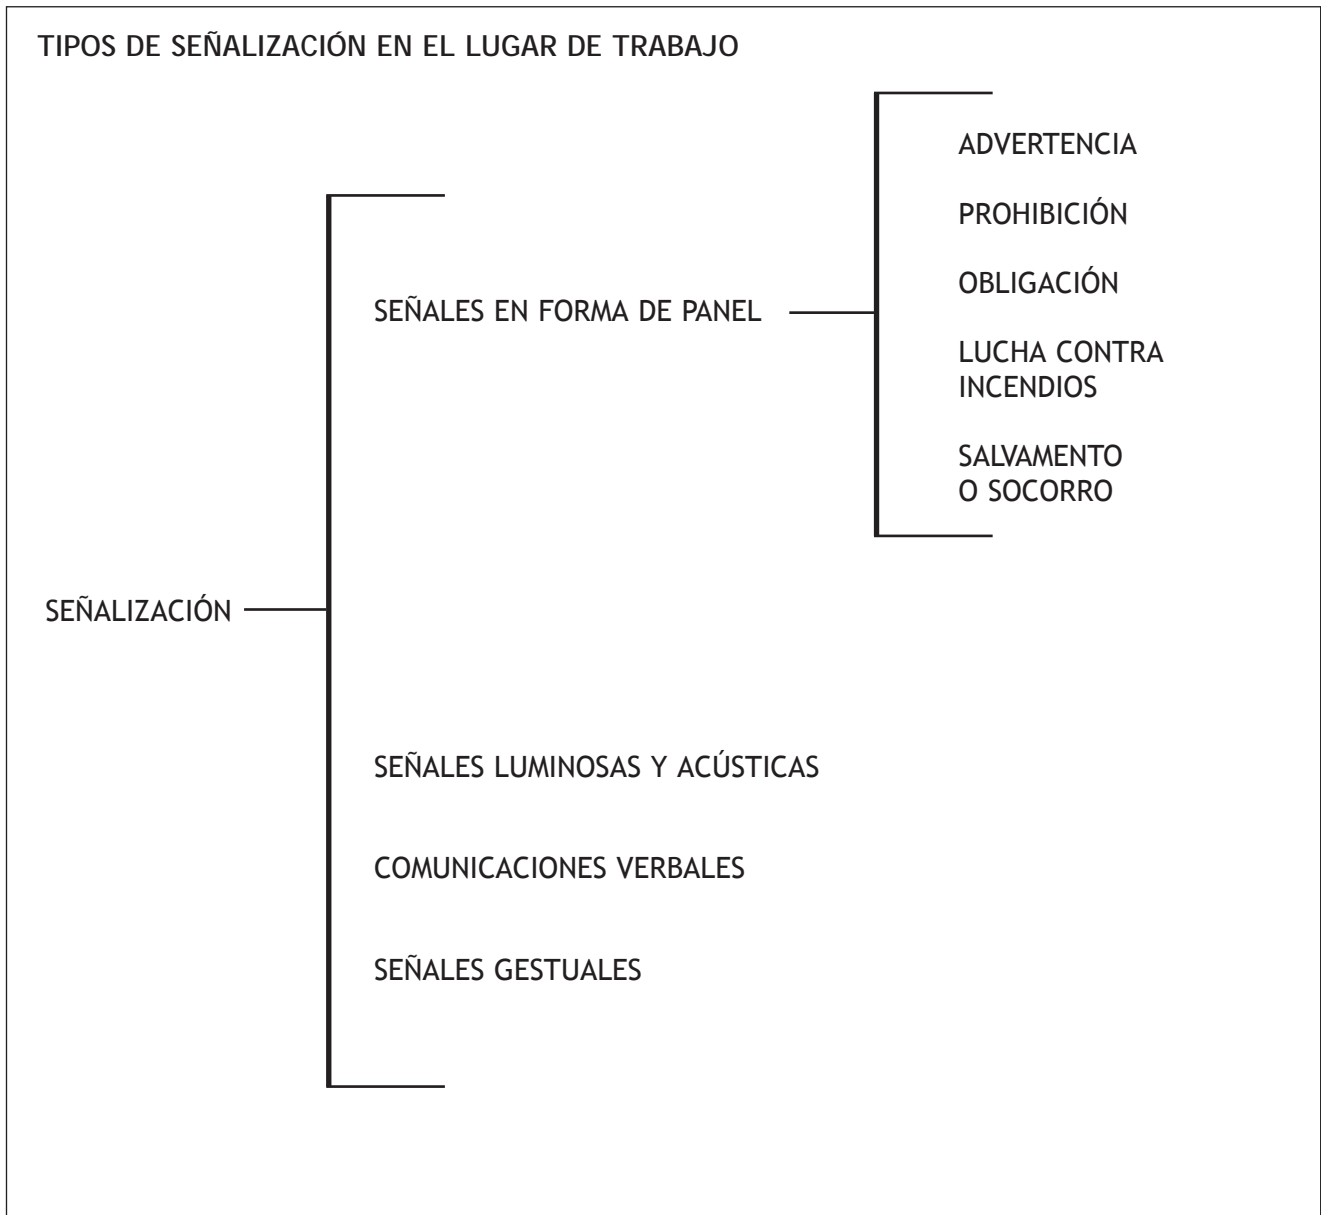 TIPOS DE SEÑALIZACIÓN EN EL LUGAR DE TRABAJO
SEÑALIZACIÓN
SEÑALES EN FORMA DE PANEL
ADVERTENCIA
PROHIBICIÓN
OBLIGACIÓN
LUCHA CONTRA
INCENDIOS
SALVAMENTO
O SOCORRO
SEÑALES LUMINOSAS Y ACÚSTICAS
COMUNICACIONES VERBALES
SEÑALES GESTUALES